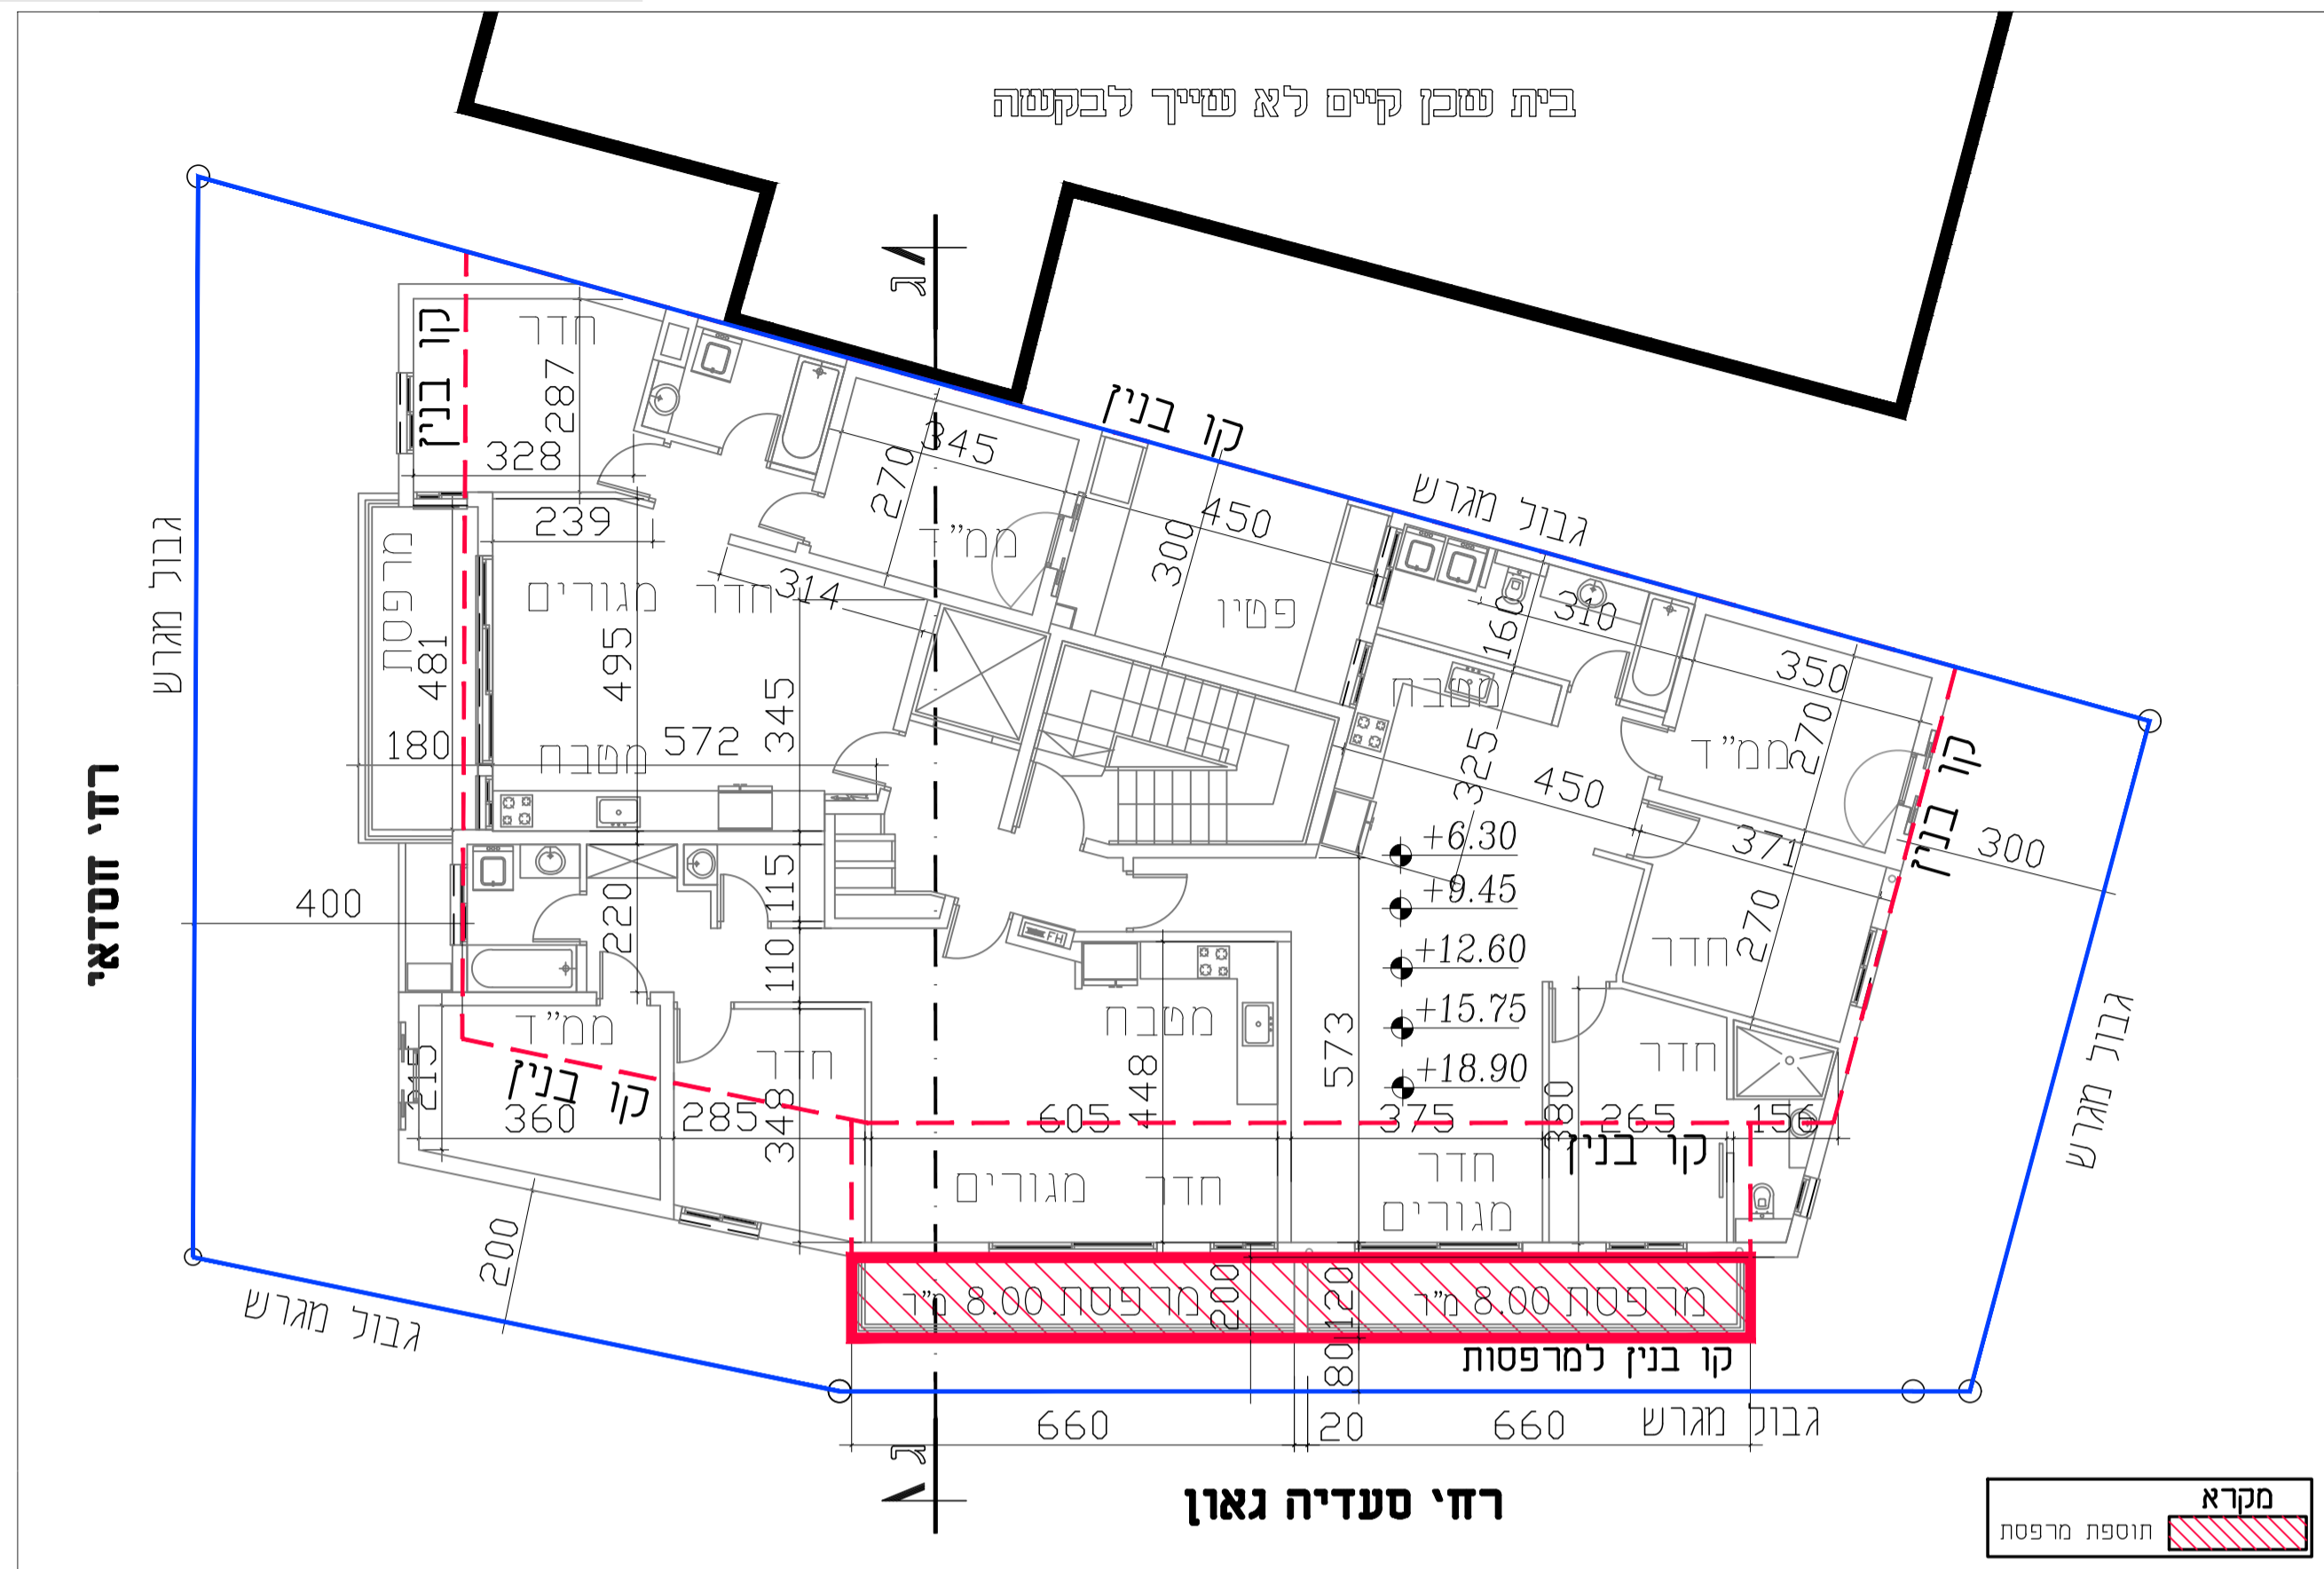 בית שכן קיים לא שייך לבקשה
ג
קו בנין
חדר
287
328
קו בנין
345
270
ממ"ד
450
300
פטיו
גבול מגרש
גבול מגרש
מרפסת
481
180
239
חדר מגורים
314
495
345
572
מטבח
160
310
מטבח
325
350
270
ממ"ד
קו בנין
300
450
371
270
חדר
+6.30
+9.45
+12.60
+15.75
+18.90
רח' חסדאי
400
220
115
110
FH
ממ"ד
215
קו בנין
360
חדר
285
348
מטבח
448
605
573
375
חדר
380
265
156
קו בנין
גבול מגרש
חדר מגורים
חדר
מגורים
200
גבול מגרש
מרפסת 8.00 מ"ר
200
120
מרפסת 8.00 מ"ר
80
קו בנין למרפסות
660
20
660
גבול מגרש
ג
רח' סעדיה גאון
מקרא
תוספת מרפסת